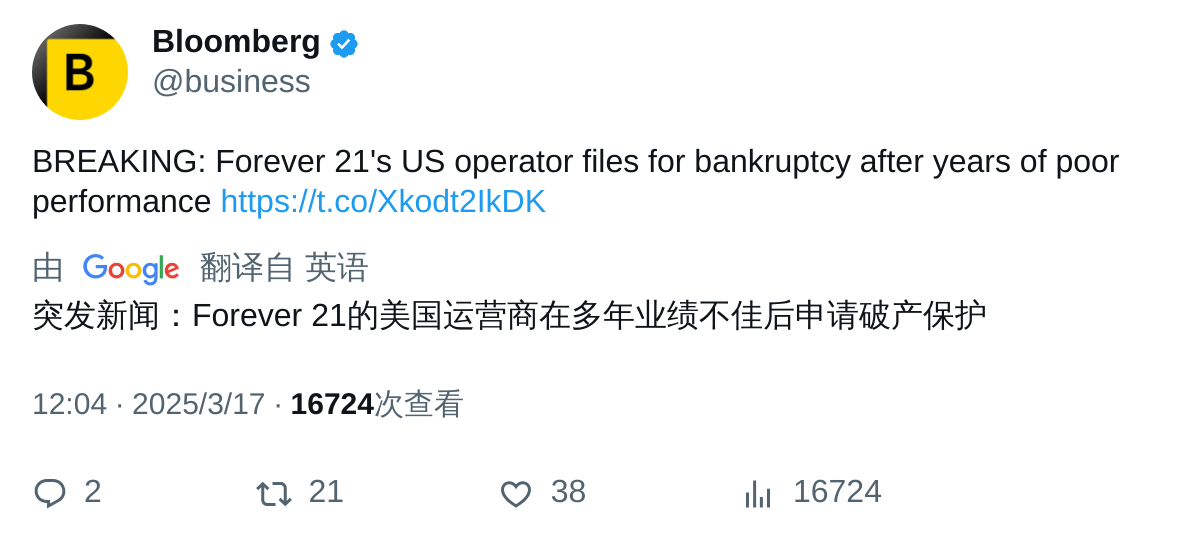 B
Bloomberg
@business
BREAKING: Forever 21's US operator files for bankruptcy after years of poor
performance https://t.co/Xkodt2IkDK
由 Google 翻译自 英语
突发新闻：Forever 21的美国运营商在多年业绩不佳后申请破产保护
12:04 · 2025/3/17 · 16724次查看
2 21 38 16724